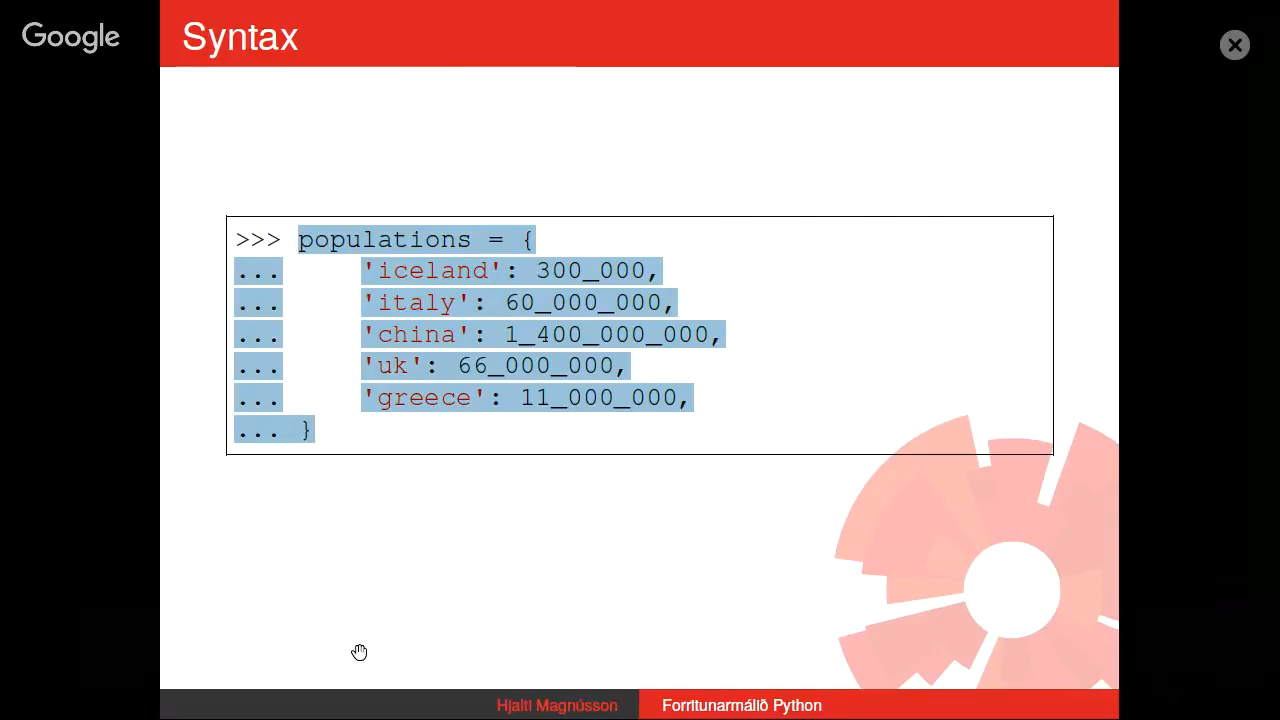 Google
Syntax
>>> populations = {
...     'iceland': 300_000,
...     'italy': 60_000_000,
...     'china': 1_400_000_000,
...     'uk': 66_000_000,
...     'greece': 11_000_000,
... }
Hjalti Magnússon
Forritunarmálið Python